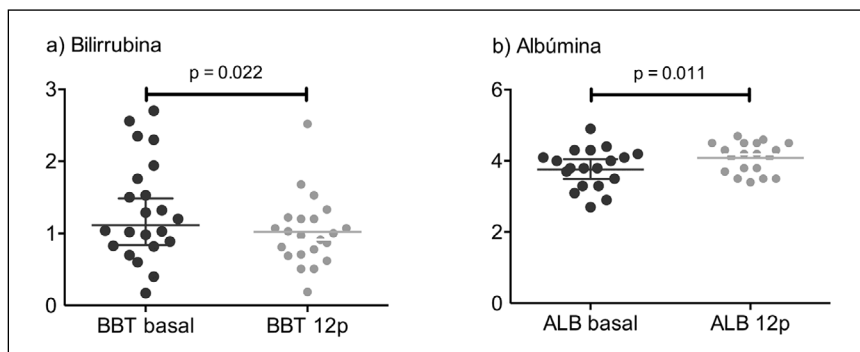 a) Bilirrubina
p = 0.022
3
2
1
0
BBT basal
BBT 12p
b) Albúmina
p = 0.011
6
4
2
0
ALB basal
ALB 12p